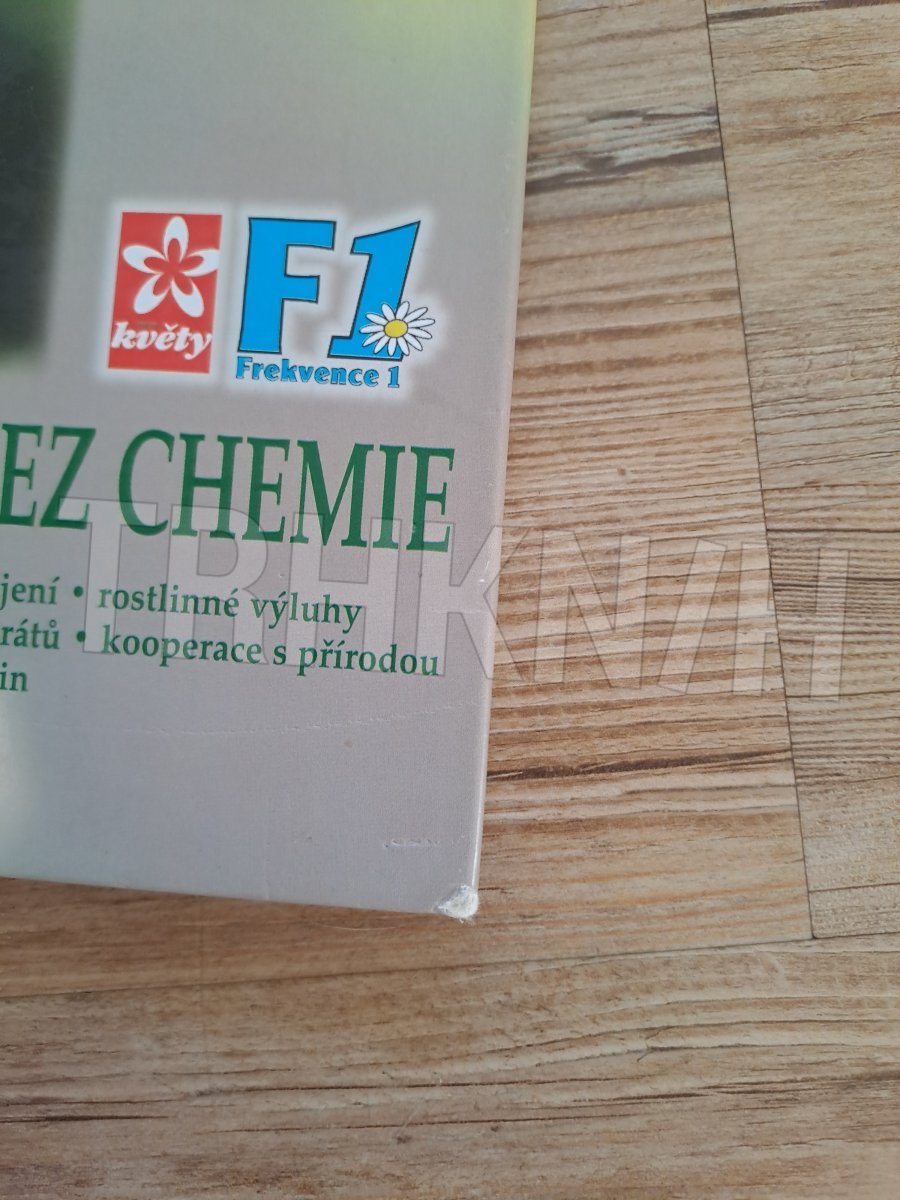 květy
F1
Frekvence 1
EZ CHEMIE
jení • rostlinné výluhy
rátů • kooperace s přírodou
in
TRHKNIH